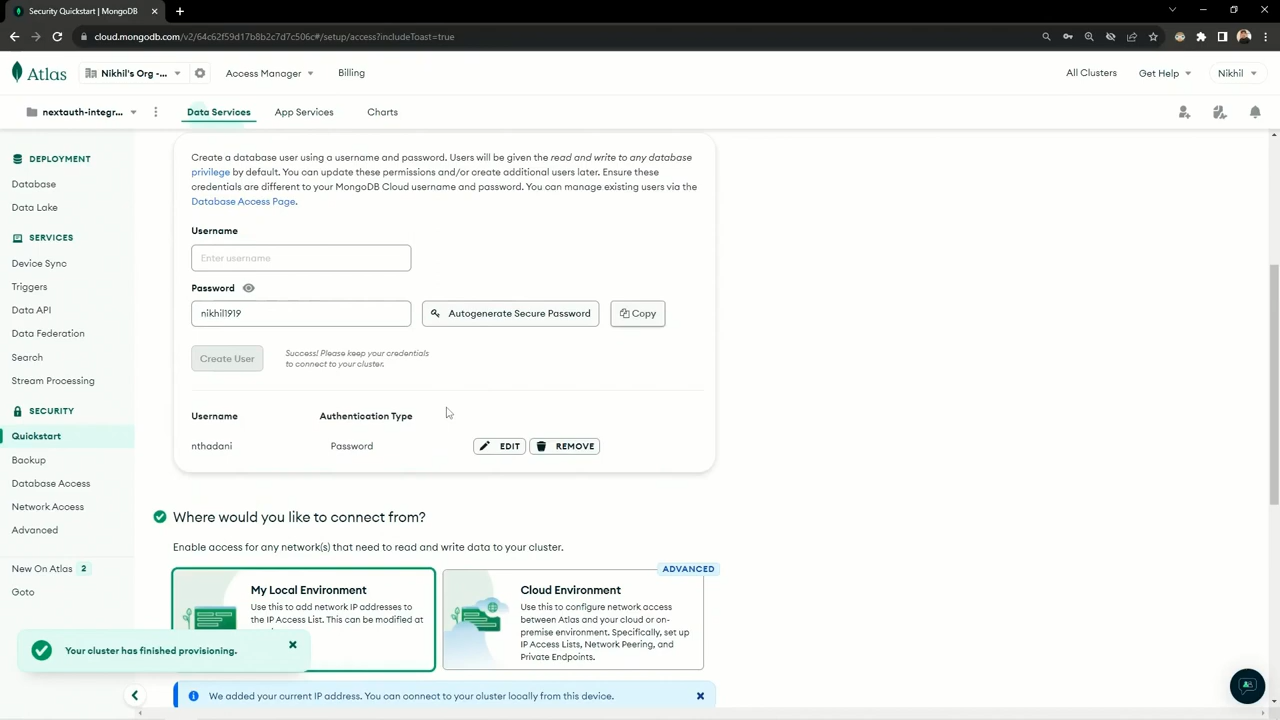 Security Quickstart | MongoDB
cloud.mongodb.com/v2/64c62f59d17b8b2c7d7c506c#/setup/access?includeToast=true
Atlas
Nikhil's Org -...
Access Manager
Billing
All Clusters
Get Help
Nikhil
nextauth-integr...
Data Services
App Services
Charts
DEPLOYMENT
Database
Data Lake
SERVICES
Device Sync
Triggers
Data API
Data Federation
Search
Stream Processing
SECURITY
Quickstart
Backup
Database Access
Network Access
Advanced
New On Atlas 2
Goto
Create a database user using a username and password. Users will be given the read and write to any database
privilege by default. You can update these permissions and/or create additional users later. Ensure these
credentials are different to your MongoDB Cloud username and password. You can manage existing users via the
Database Access Page.
Username
Enter username
Password
nikhil1919
Autogenerate Secure Password
Copy
Create User
Success! Please keep your credentials
to connect to your cluster.
Username Authentication Type
nthadani Password EDIT REMOVE
Where would you like to connect from?
Enable access for any network(s) that need to read and write data to your cluster.
My Local Environment
Use this to add network IP addresses to
the IP Access List. This can be modified at
ADVANCED
Cloud Environment
Use this to configure network access
between Atlas and your cloud or on-
premise environment. Specifically, set up
IP Access Lists, Network Peering, and
Private Endpoints.
Your cluster has finished provisioning.
We added your current IP address. You can connect to your cluster locally from this device.